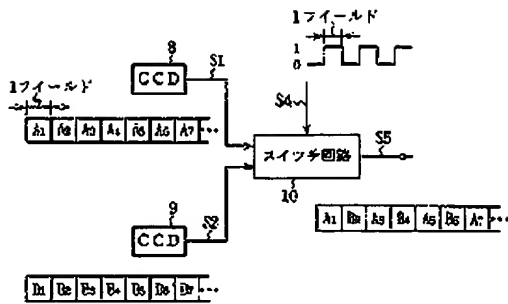 1フィールド
8
CCD
S1
1
0
1フィールド
A1 A2 A3 A4 A5 A6 A7 ...
S4
スイッチ回路
S5
10
9
CCD
S2
A1 B2 A3 B4 A5 B6 A7 ...
B1 B2 B3 B4 B5 B6 B7 ...